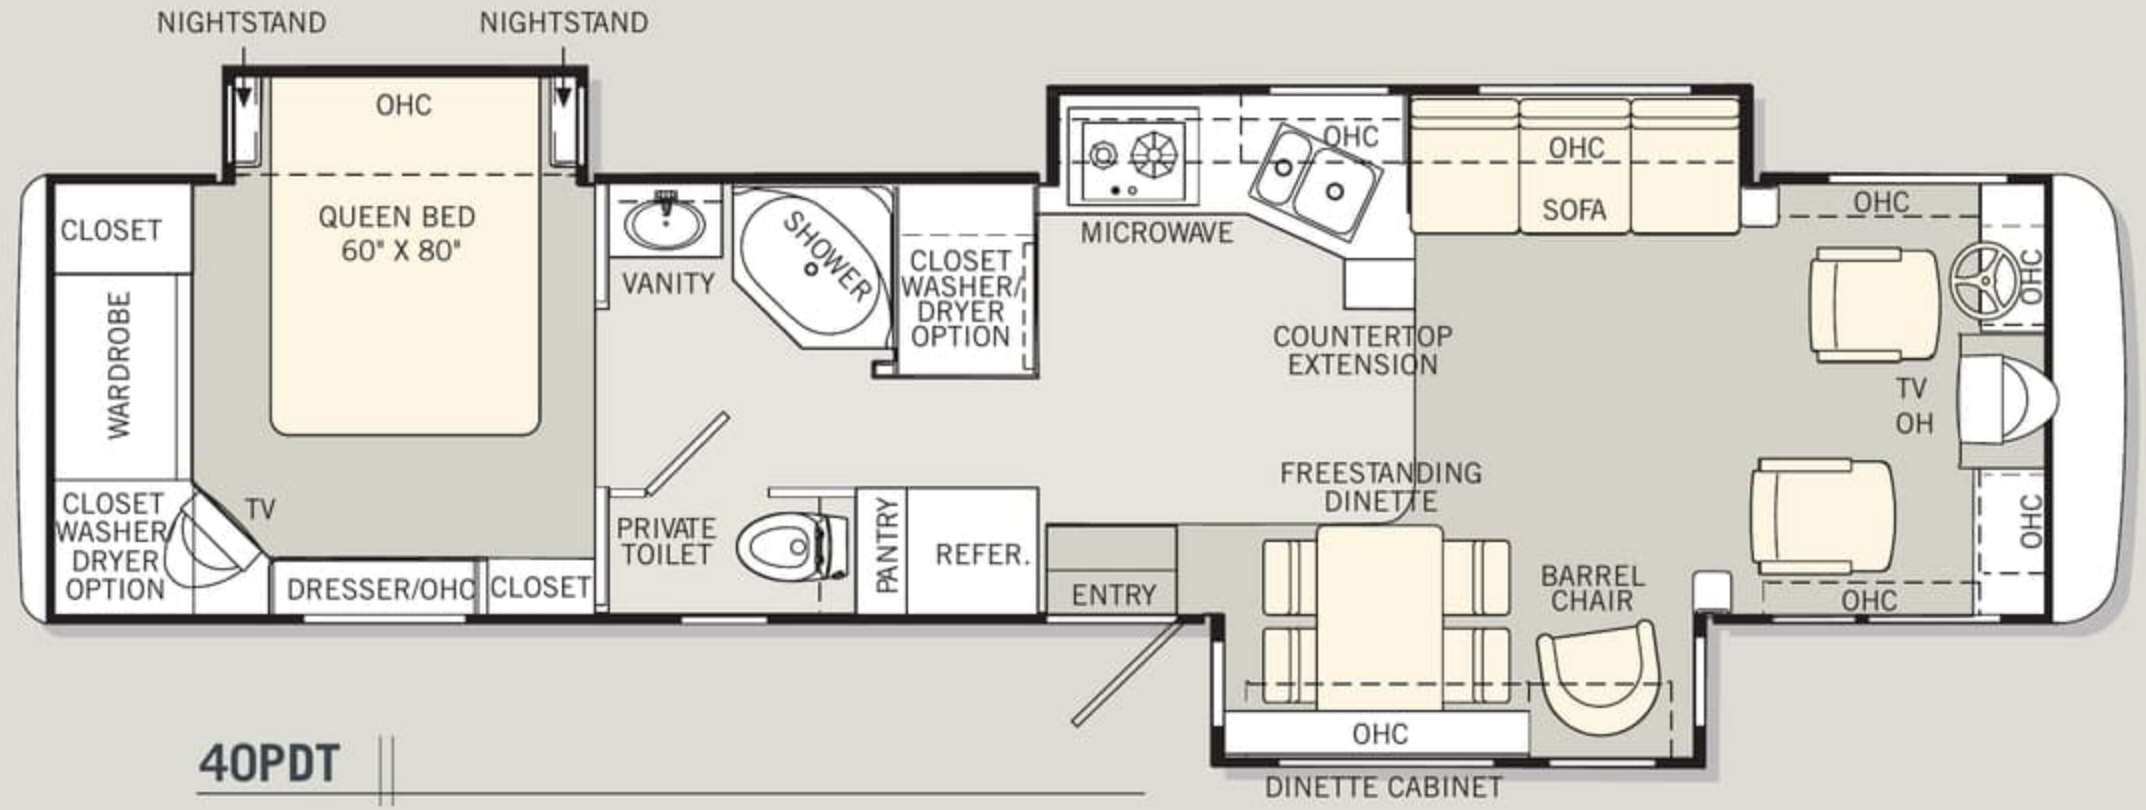 NIGHTSTAND
NIGHTSTAND
OHC
QUEEN BED
60" X 80"
CLOSET
WARDROBE
CLOSET
WASHER/
DRYER
OPTION
TV
DRESSER/OHC
CLOSET
VANITY
SHOWER
CLOSET
WASHER/
DRYER
OPTION
PRIVATE
TOILET
PANTRY
REFER.
ENTRY
OHC
MICROWAVE
COUNTERTOP
EXTENSION
OHC
SOFA
FREESTANDING
DINETTE
BARREL
CHAIR
OHC
DINETTE CABINET
OHC
OHC
TV
OH
OHC
OHC
40PDT